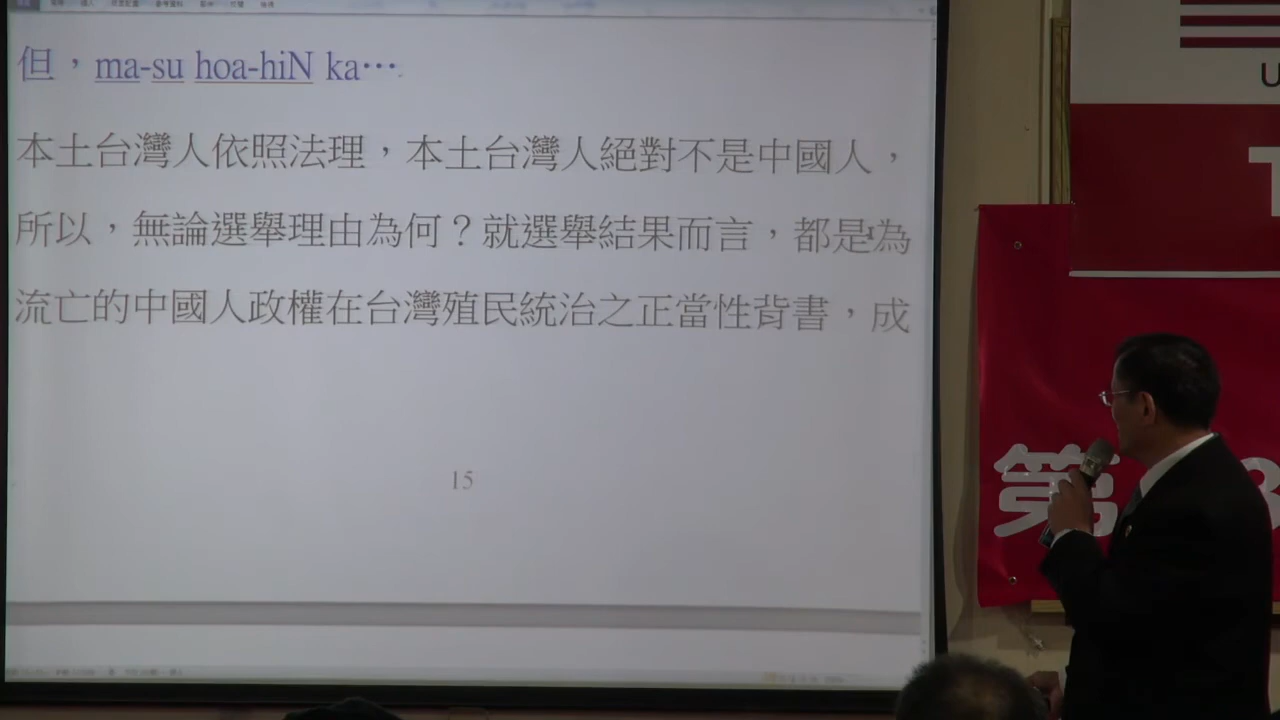 但，ma-su hoa-hiN ka…
本土台灣人依照法理，本土台灣人絕對不是中國人，
所以，無論選舉理由為何？就選舉結果而言，都是為
流亡的中國人政權在台灣殖民統治之正當性背書，成
15
U
T
第